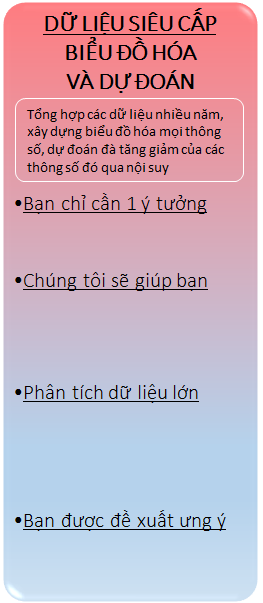 DỮ LIỆU SIÊU CẤP
BIỂU ĐỒ HÓA
VÀ DỰ ĐOÁN
Tổng hợp các dữ liệu nhiều năm,
xây dựng biểu đồ hóa mọi thông
số, dự đoán đà tăng giảm của các
thông số đó qua nội suy
•Bạn chỉ cần 1 ý tưởng
•Chúng tôi sẽ giúp bạn
•Phân tích dữ liệu lớn
•Bạn được đề xuất ưng ý